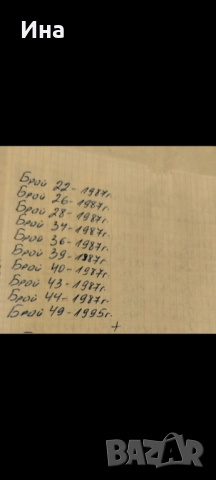 Ина
Брой 22-1987г.
Брой 26-1987г.
Брой 28-1987г.
Брой 34-1987г.
Брой 36-1987г.
Брой 39-1987г.
Брой 40-1987г.
Брой 43-1987г.
Брой 44-1987г.
Брой 49-1995г.
+
BAZAR